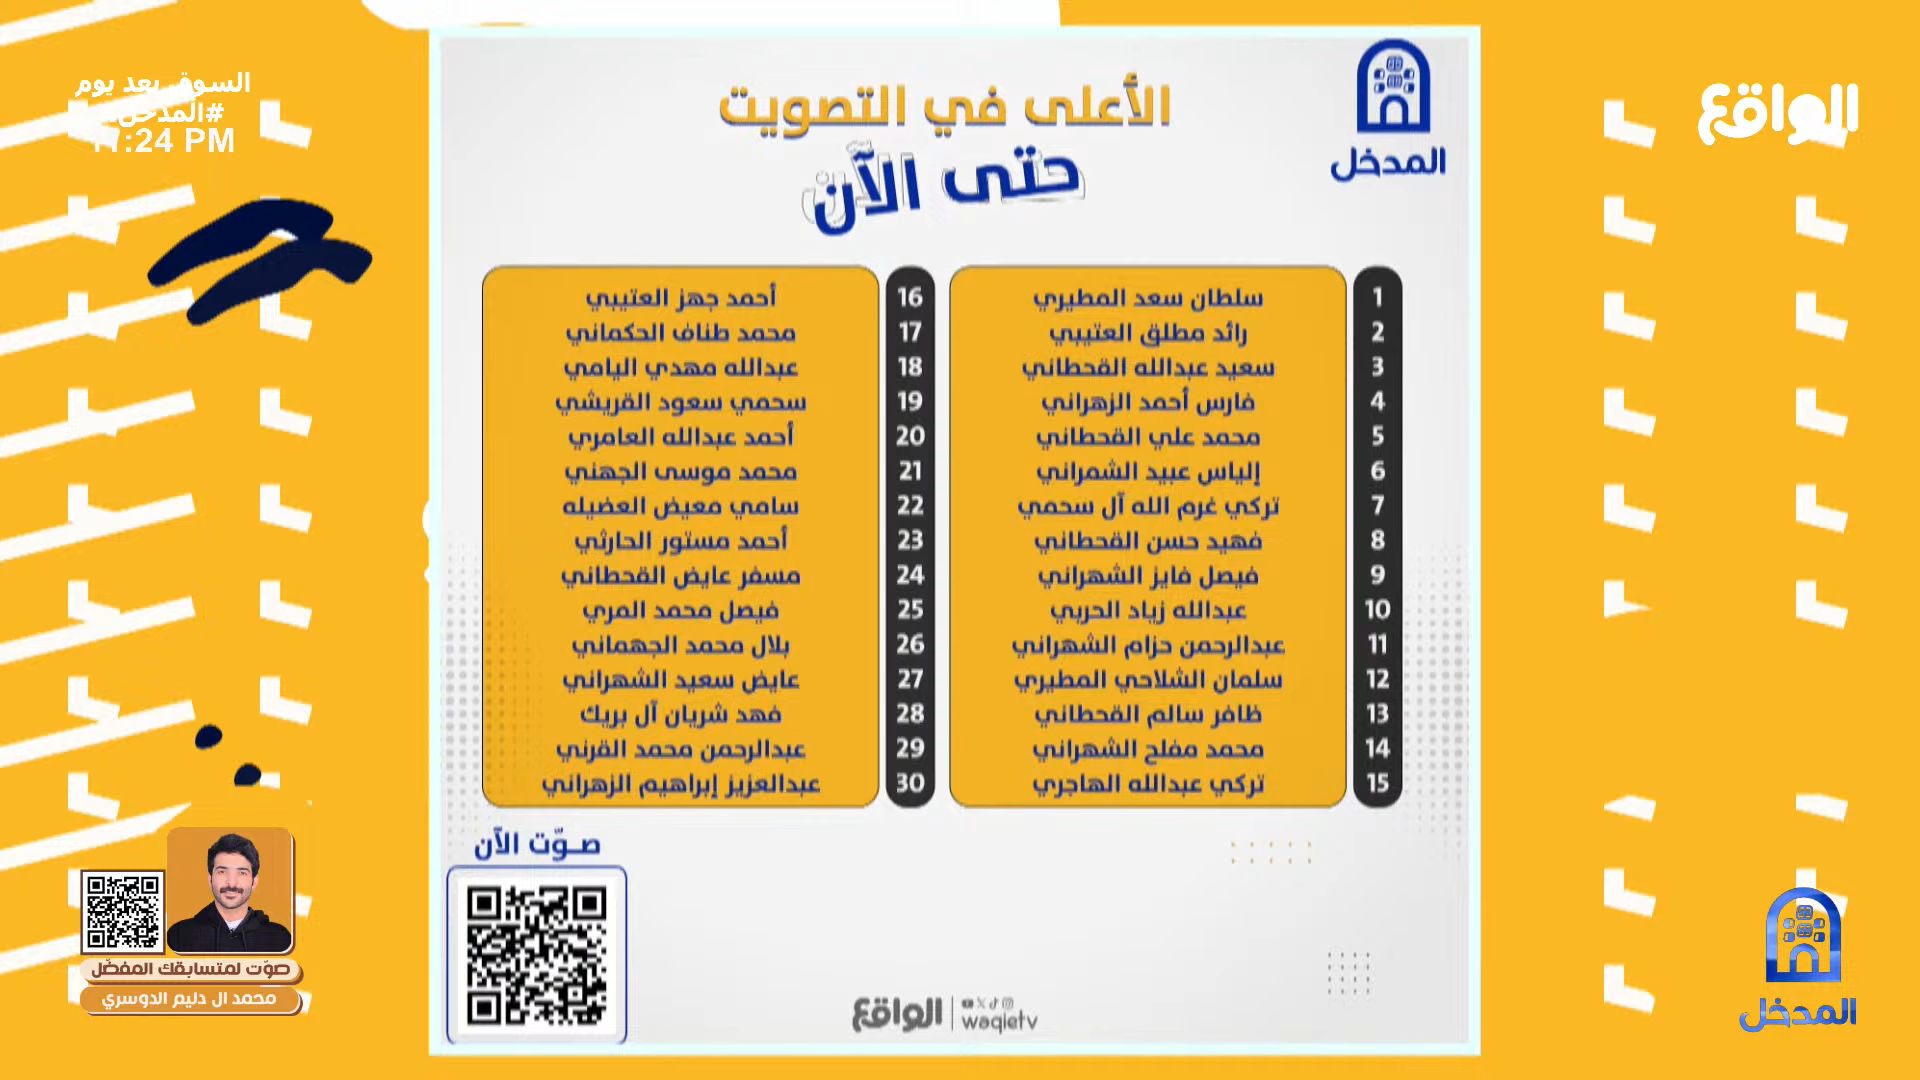 السوق بعد يوم
#المدخل
11:24 PM
الواقع
المدخل
الأعلى في التصويت
حتى الآن
1 سلطان سعد المطيري
2 رائد مطلق العتيبي
3 سعيد عبدالله القحطاني
4 فارس أحمد الزهراني
5 محمد علي القحطاني
6 إلياس عبيد الشمراني
7 تركي غرم الله آل سحمي
8 فهيد حسن القحطاني
9 فيصل فايز الشهراني
10 عبدالله زياد الحربي
11 عبدالرحمن حزام الشهراني
12 سلمان الشلاحي المطيري
13 ظافر سالم القحطاني
14 محمد مفلح الشهراني
15 تركي عبدالله الهاجري
16 أحمد جهز العتيبي
17 محمد طناف الحكماني
18 عبدالله مهدي اليامي
19 سحمي سعود القريشي
20 أحمد عبدالله العامري
21 محمد موسى الجهني
22 سامي معيض العضيله
23 أحمد مستور الحارثي
24 مسفر عايض القحطاني
25 فيصل محمد المري
26 بلال محمد الجهماني
27 عايض سعيد الشهراني
28 فهد شريان آل بريك
29 عبدالرحمن محمد القرني
30 عبدالعزيز إبراهيم الزهراني
صـوّت الآن
الواقع
waqietv
صوّت لمتسابقك المفضّل
محمد ال دليم الدوسري
المدخل